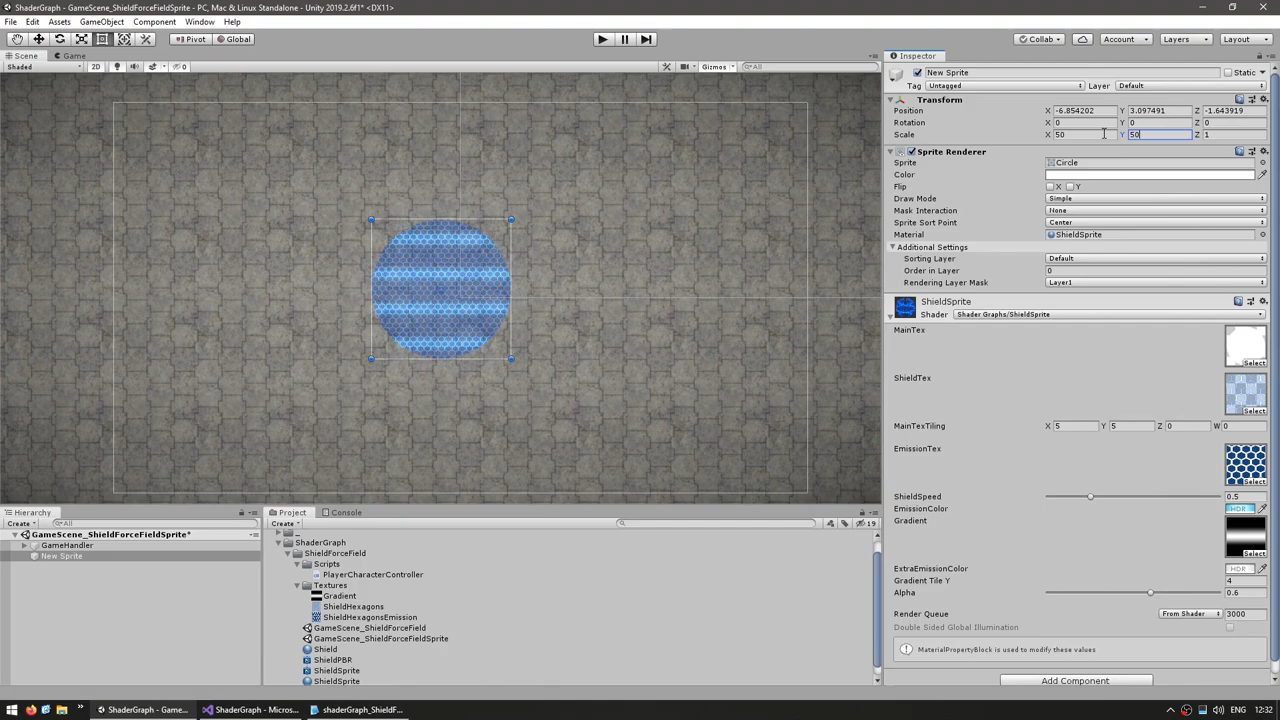 ShaderGraph - GameScene_ShieldForceFieldSprite - PC, Mac & Linux Standalone - Unity 2019.2.6f1* <DX11>
File Edit Assets GameObject Component Window Help
Pivot Global Collab Account Layers Layout
Scene Game Inspector
Shaded 2D 0 Gizmos All
New Sprite Static
Tag Untagged Layer Default
Transform
Position X -6.854202 Y 3.097491 Z -1.643919
Rotation X 0 Y 0 Z 0
Scale X 50 Y 50 Z 1
Sprite Renderer
Sprite Circle
Color
Flip X Y
Draw Mode Simple
Mask Interaction None
Sprite Sort Point Center
Material ShieldSprite
Additional Settings
Sorting Layer Default
Order in Layer 0
Rendering Layer Mask Layer1
ShieldSprite
Shader Shader Graphs/ShieldSprite
MainTex
Select
ShieldTex
Select
MainTexTiling X 5 Y 5 Z 0 W 0
EmissionTex
Select
ShieldSpeed 0.5
EmissionColor HDR
Gradient
Select
ExtraEmissionColor HDR
Gradient Tile Y 4
Alpha 0.6
Render Queue From Shader 3000
Double Sided Global Illumination
MaterialPropertyBlock is used to modify these values
Add Component
Hierarchy
Create All
GameScene_ShieldForceFieldSprite*
GameHandler
New Sprite
Project Console
Create 19
_
ShaderGraph
ShieldForceField
Scripts
PlayerCharacterController
Textures
Gradient
ShieldHexagons
ShieldHexagonsEmission
GameScene_ShieldForceField
GameScene_ShieldForceFieldSprite
Shield
ShieldPBR
ShieldSprite
ShieldSprite
ShaderGraph - Game... ShaderGraph - Micros... shaderGraph_ShieldF... ENG 12:32